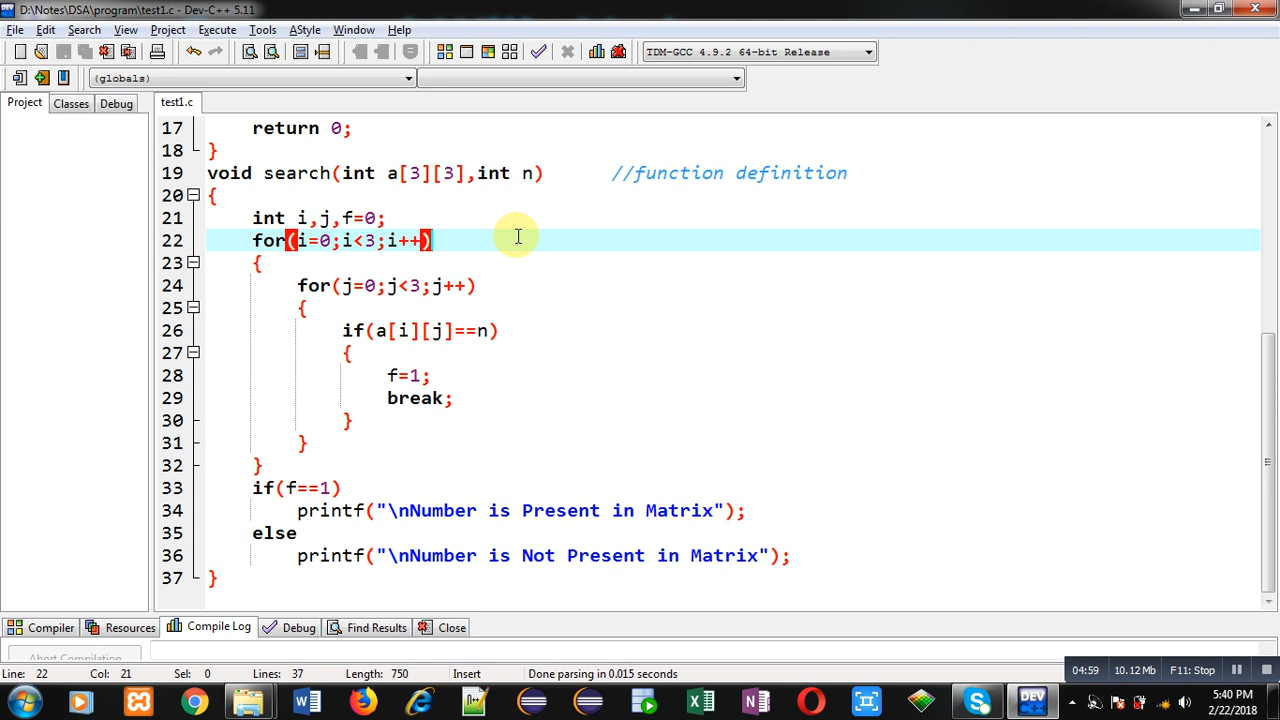 D:\Notes\DSA\program\test1.c - Dev-C++ 5.11
File Edit Search View Project Execute Tools AStyle Window Help
TDM-GCC 4.9.2 64-bit Release
(globals)
Project Classes Debug test1.c
17 return 0;
18 }
19 void search(int a[3][3],int n) //function definition
20 {
21 int i,j,f=0;
22 for(i=0;i<3;i++)
23 {
24 for(j=0;j<3;j++)
25 {
26 if(a[i][j]==n)
27 {
28 f=1;
29 break;
30 }
31 }
32 }
33 if(f==1)
34 printf("\nNumber is Present in Matrix");
35 else
36 printf("\nNumber is Not Present in Matrix");
37 }
Compiler Resources Compile Log Debug Find Results Close
Abort Compilation
Line: 22 Col: 21 Sel: 0 Lines: 37 Length: 750 Insert Done parsing in 0.015 seconds
04:59 10.12 Mb F11: Stop
DEV
5:40 PM
2/22/2018